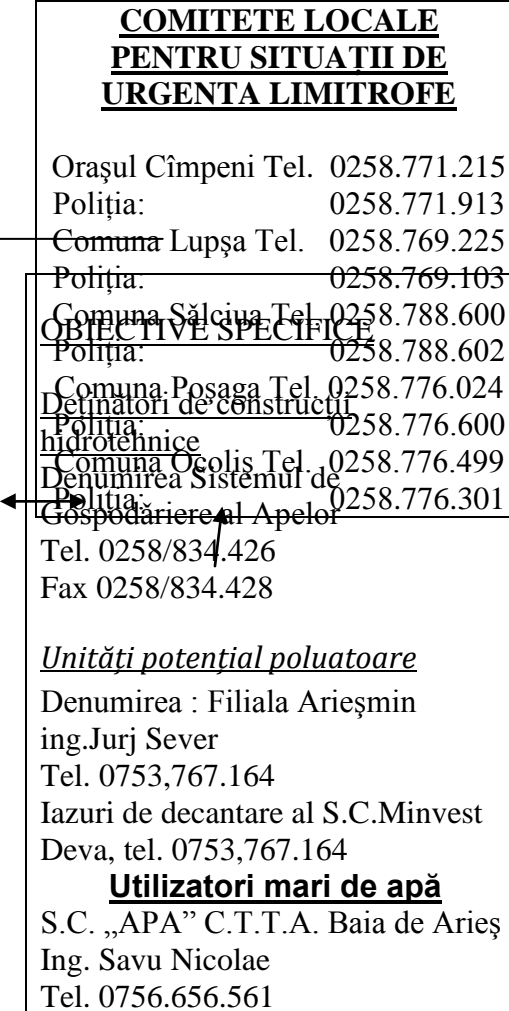 COMITETE LOCALE
PENTRU SITUAȚII DE
URGENTA LIMITROFE
Orașul Cîmpeni Tel. 0258.771.215
Poliția: 0258.771.913
Comuna Lupșa Tel. 0258.769.225
Poliția: 0258.769.103
Comuna Sălciua Tel. 0258.788.600
Poliția: 0258.788.602
Comuna Poșaga Tel. 0258.776.024
Poliția: 0258.776.600
Comuna Ocoliș Tel. 0258.776.499
Poliția: 0258.776.301
OBIECTIVE SPECIFICE
Deținători de construcții
hidrotehnice
Denumirea Sistemul de
Gospodăriere al Apelor
Tel. 0258/834.426
Fax 0258/834.428
Unități potențial poluatoare
Denumirea : Filiala Arieșmin
ing.Jurj Sever
Tel. 0753,767.164
Iazuri de decantare al S.C.Minvest
Deva, tel. 0753,767.164
Utilizatori mari de apă
S.C. „APA” C.T.T.A. Baia de Arieș
Ing. Savu Nicolae
Tel. 0756.656.561